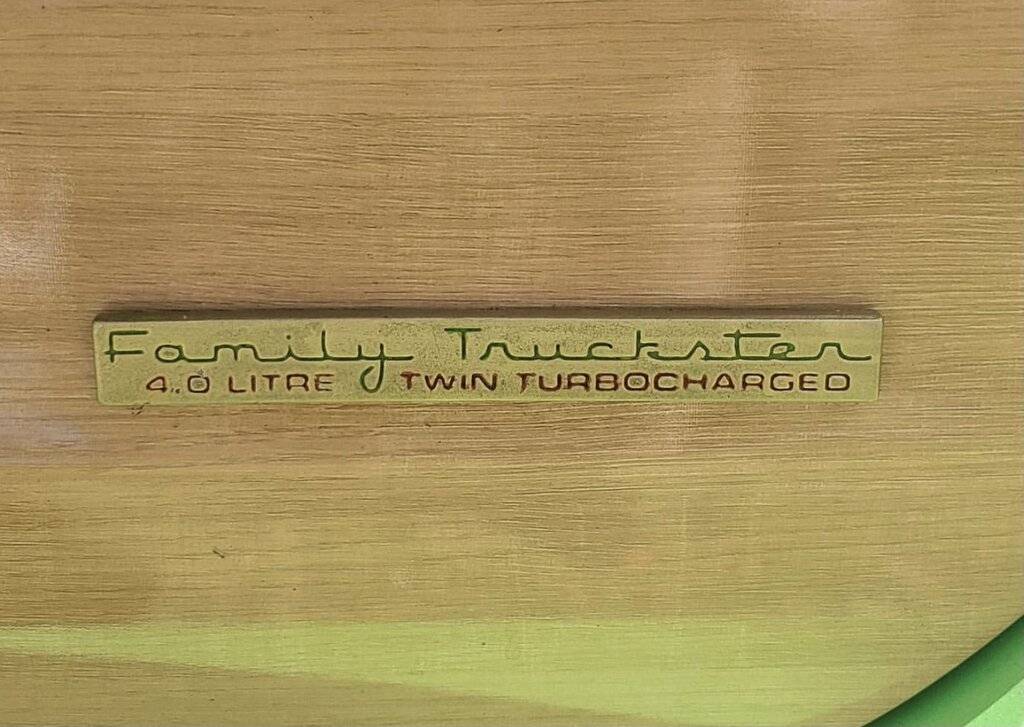 Family Truckster
4.0 LITRE TWIN TURBOCHARGED